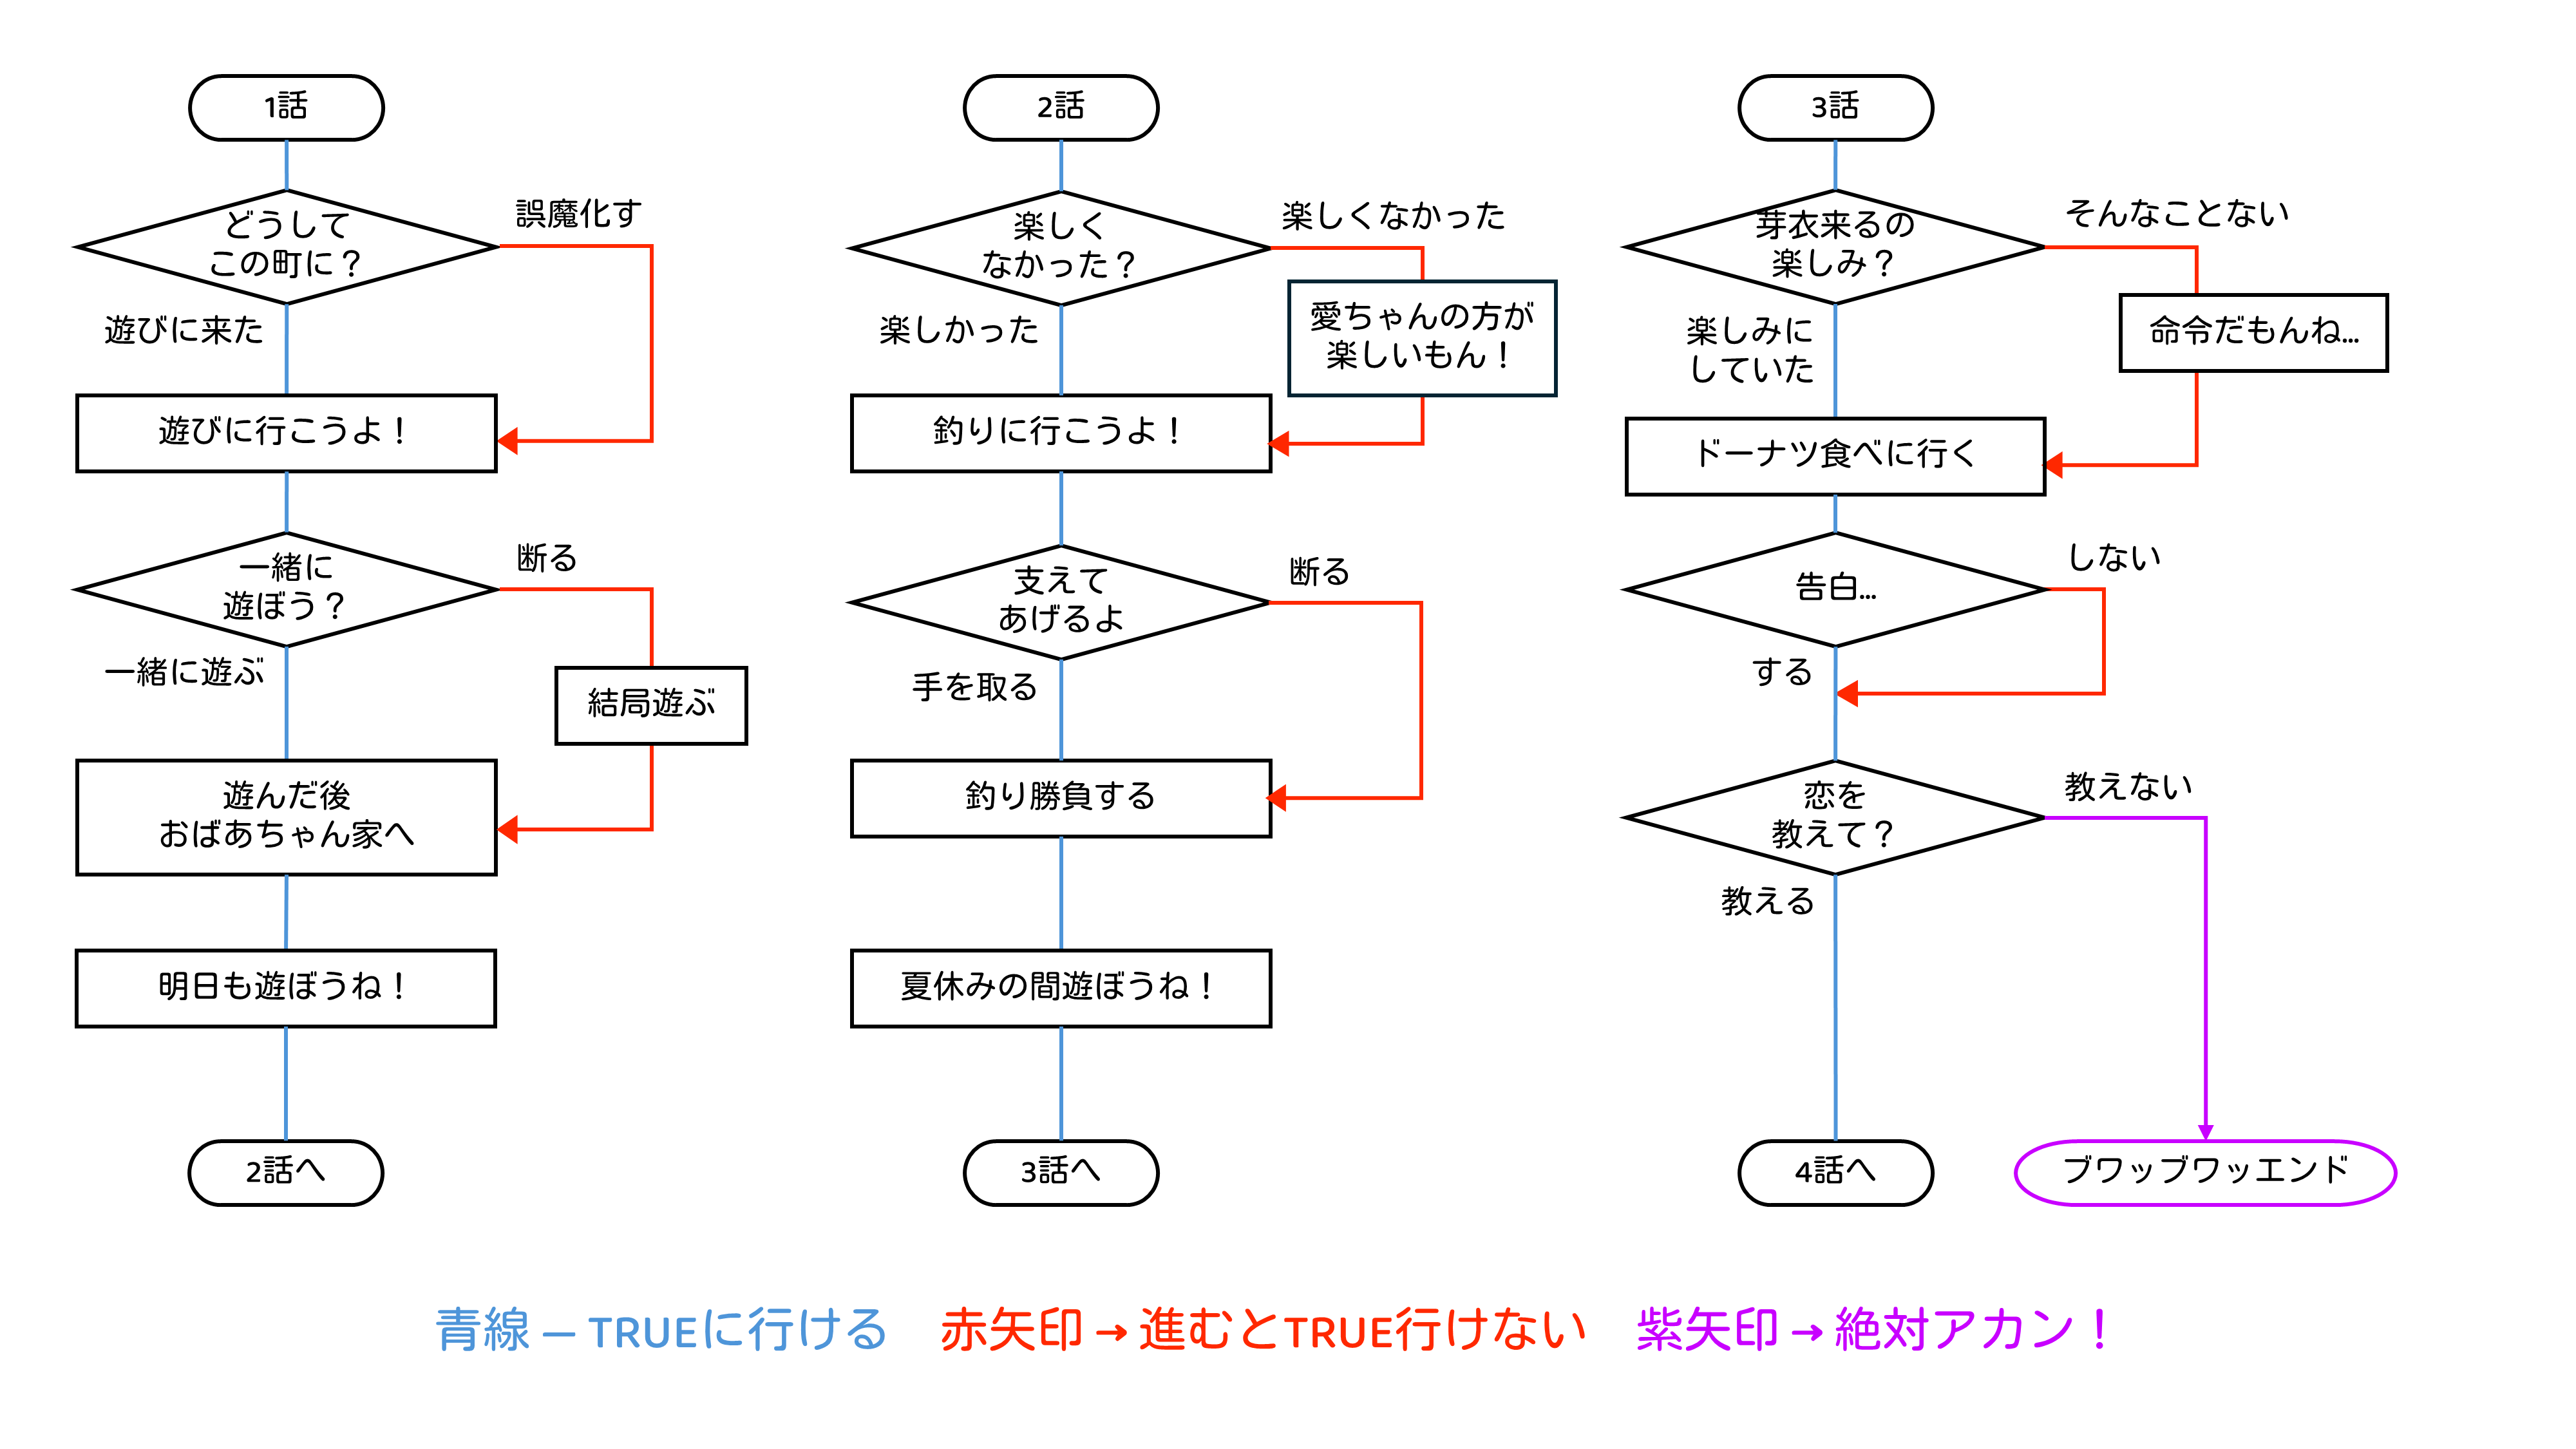 1話
どうして
この町に？
誤魔化す
遊びに来た
遊びに行こうよ！
一緒に
遊ぼう？
断る
一緒に遊ぶ
結局遊ぶ
遊んだ後
おばあちゃん家へ
明日も遊ぼうね！
2話へ
2話
楽しく
なかった？
楽しくなかった
楽しかった
愛ちゃんの方が
楽しいもん！
釣りに行こうよ！
支えて
あげるよ
断る
手を取る
釣り勝負する
夏休みの間遊ぼうね！
3話へ
3話
芽衣来るの
楽しみ？
そんなことない
楽しみに
していた
命令だもんね...
ドーナツ食べに行く
告白...
しない
する
恋を
教えて？
教えない
教える
4話へ
ブワッブワッエンド
青線 — TRUEに行ける
赤矢印 → 進むとTRUE行けない
紫矢印 → 絶対アカン！